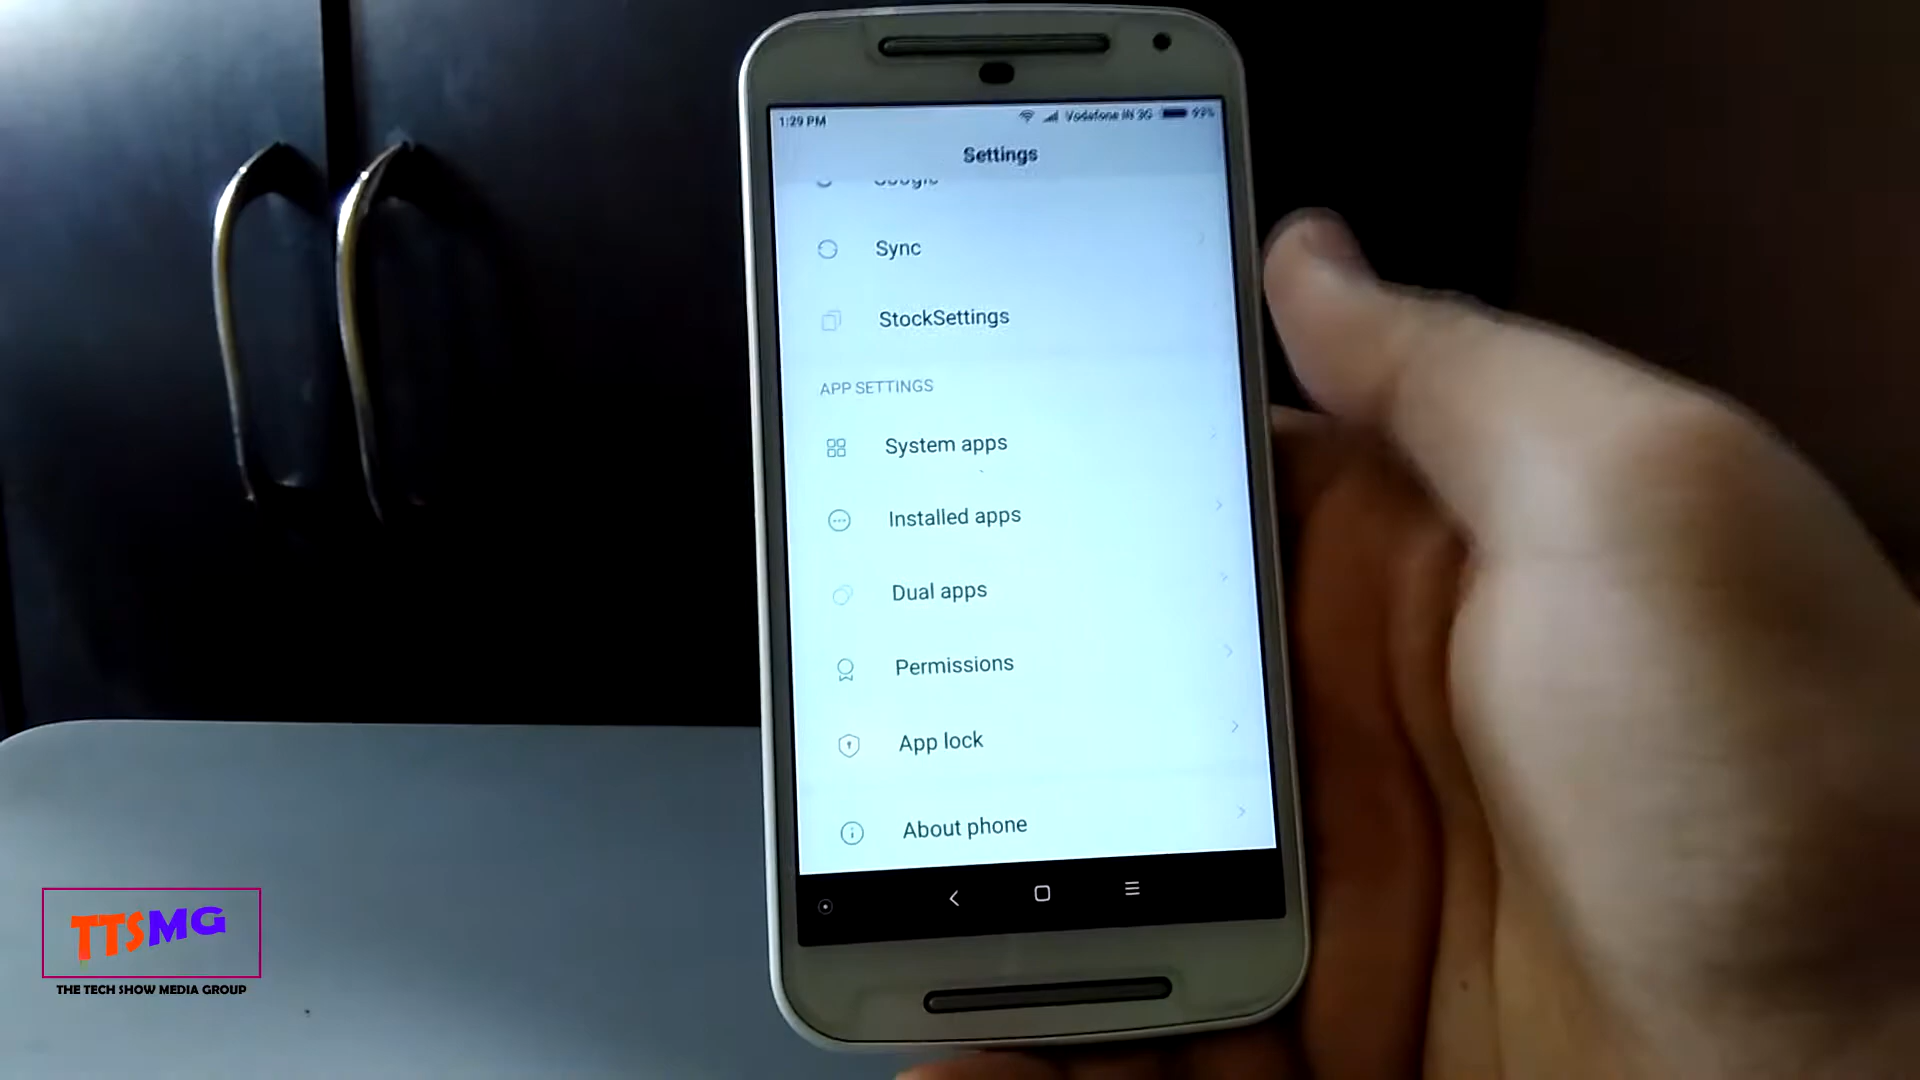 1:29 PM
Vodafone IN 3G 93%
Settings
Google
Sync
StockSettings
APP SETTINGS
System apps
Installed apps
Dual apps
Permissions
App lock
About phone
TTSMG
THE TECH SHOW MEDIA GROUP